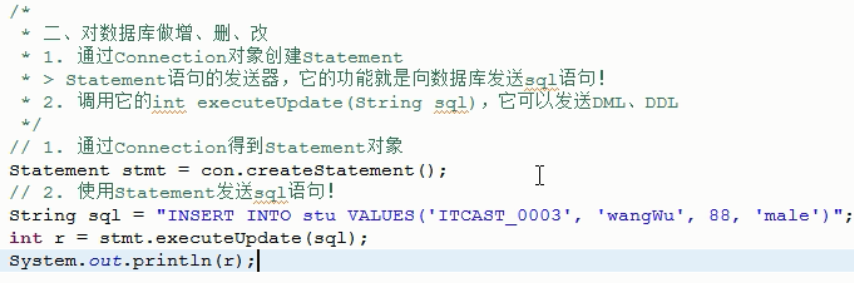 /*
 * 二、对数据库做增、删、改
 * 1. 通过Connection对象创建Statement
 * > Statement语句的发送器，它的功能就是向数据库发送sql语句！
 * 2. 调用它的int executeUpdate(String sql)，它可以发送DML、DDL
 */
// 1. 通过Connection得到Statement对象
Statement stmt = con.createStatement();
// 2. 使用Statement发送sql语句！
String sql = "INSERT INTO stu VALUES('ITCAST_0003', 'wangWu', 88, 'male')";
int r = stmt.executeUpdate(sql);
System.out.println(r);